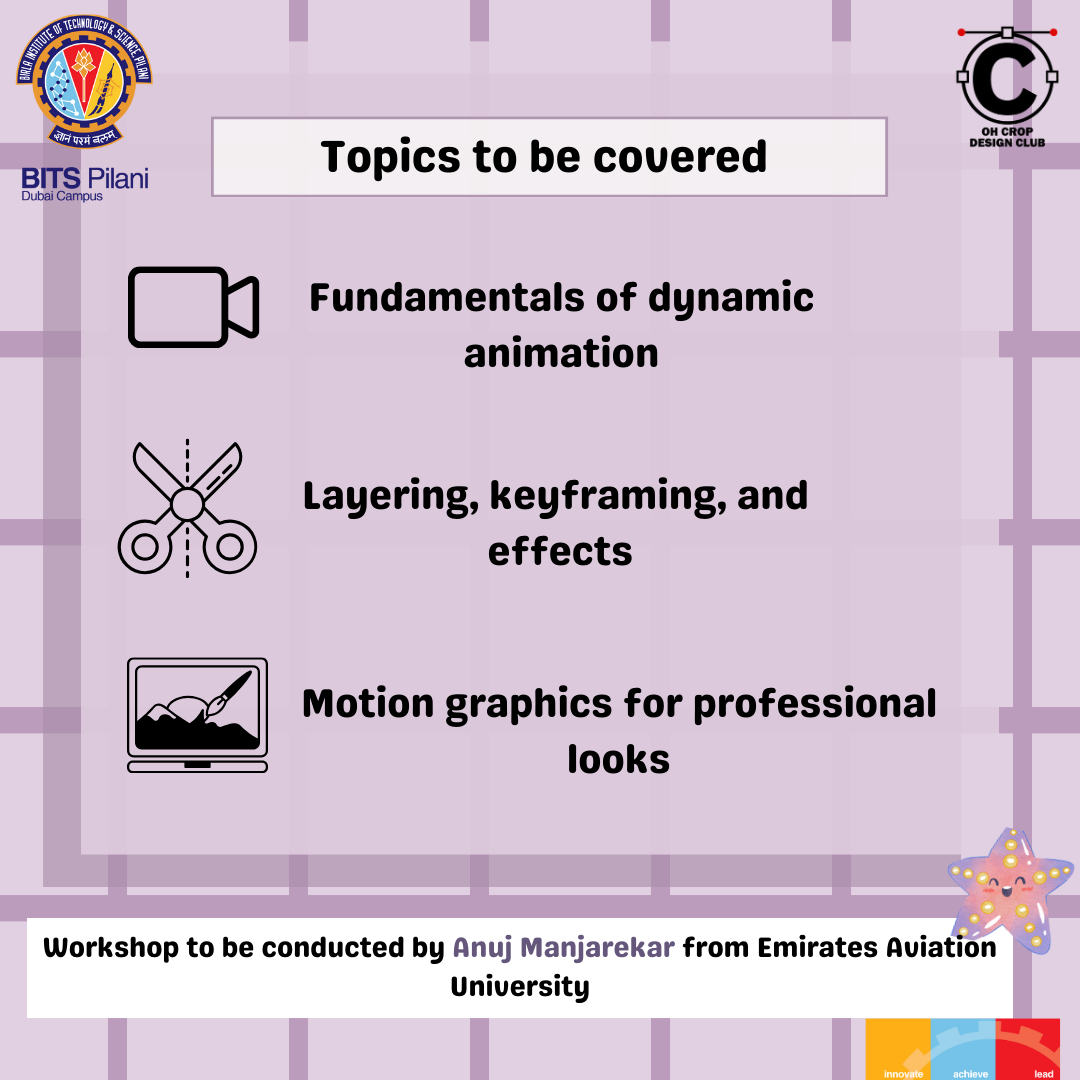 BIRLA INSTITUTE OF TECHNOLOGY & SCIENCE, PILANI
ज्ञानं परमं बलम्
BITS Pilani
Dubai Campus
C
OH CROP
DESIGN CLUB
Topics to be covered
Fundamentals of dynamic
animation
Layering, keyframing, and
effects
Motion graphics for professional
looks
Workshop to be conducted by Anuj Manjarekar from Emirates Aviation
University
innovate achieve lead